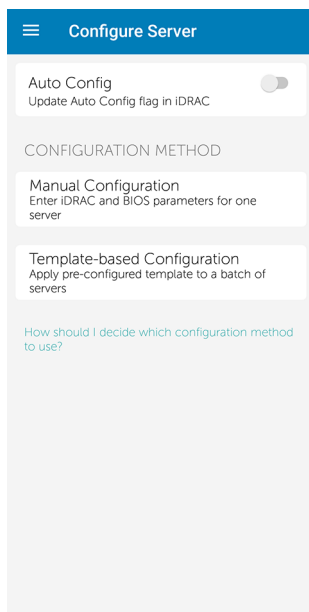 Configure Server
Auto Config
Update Auto Config flag in iDRAC
CONFIGURATION METHOD
Manual Configuration
Enter iDRAC and BIOS parameters for one
server
Template-based Configuration
Apply pre-configured template to a batch of
servers
How should I decide which configuration method
to use?